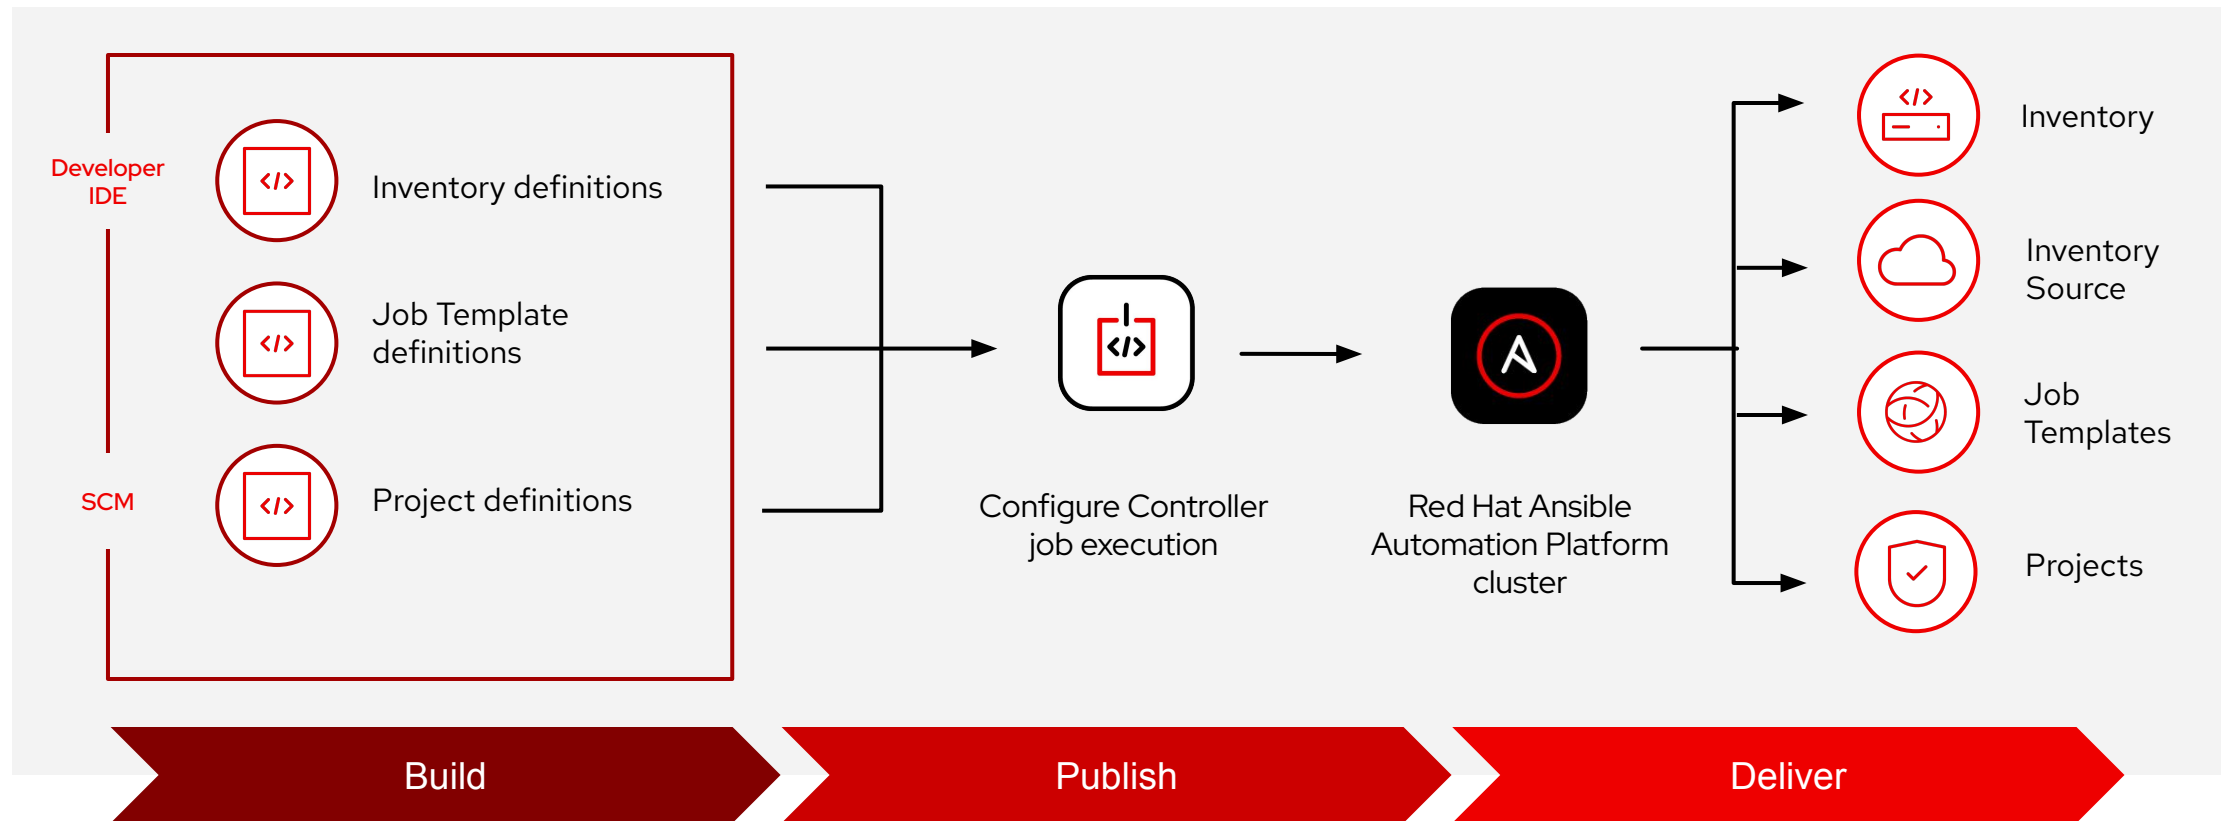 Developer
IDE
SCM
Inventory definitions
Job Template
definitions
Project definitions
Configure Controller
job execution
Red Hat Ansible
Automation Platform
cluster
Inventory
Inventory
Source
Job
Templates
Projects
Build
Publish
Deliver